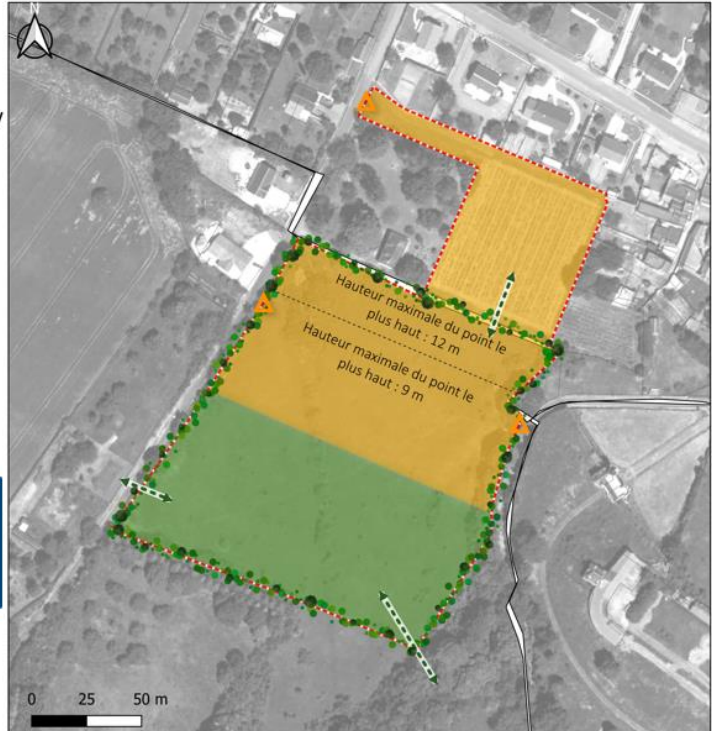 N
Hauteur maximale du point le
plus haut : 12 m
Hauteur maximale du point le
plus haut : 9 m
0 25 50 m